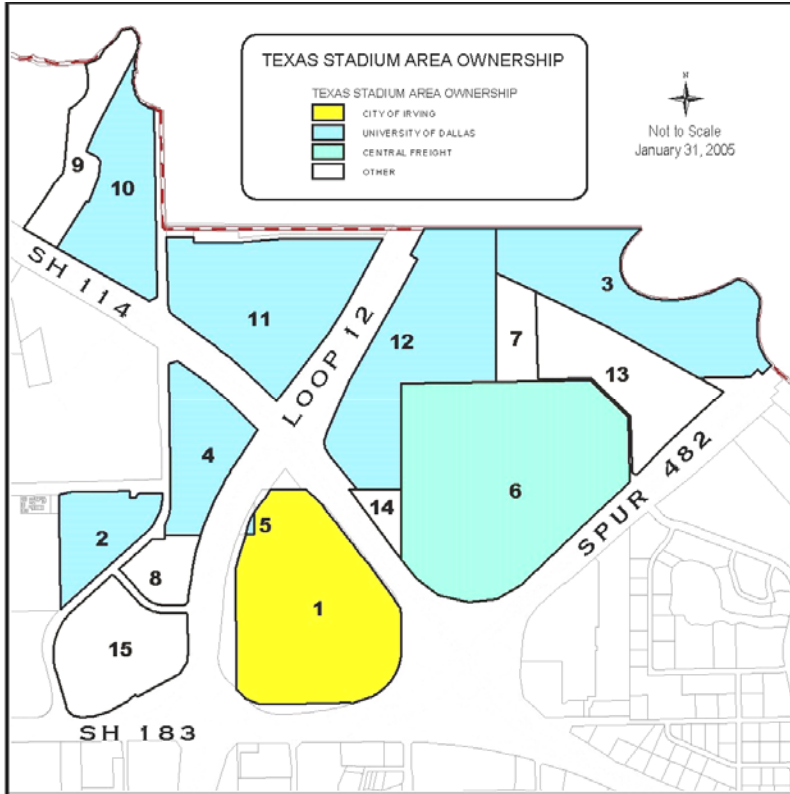 TEXAS STADIUM AREA OWNERSHIP
TEXAS STADIUM AREA OWNERSHIP
CITY OF IRVING
UNIVERSITY OF DALLAS
CENTRAL FREIGHT
OTHER
N
Not to Scale
January 31, 2005
9
10
SH 114
11
LOOP 12
12
3
7
13
4
6
SPUR 482
14
5
2
8
1
15
SH 183